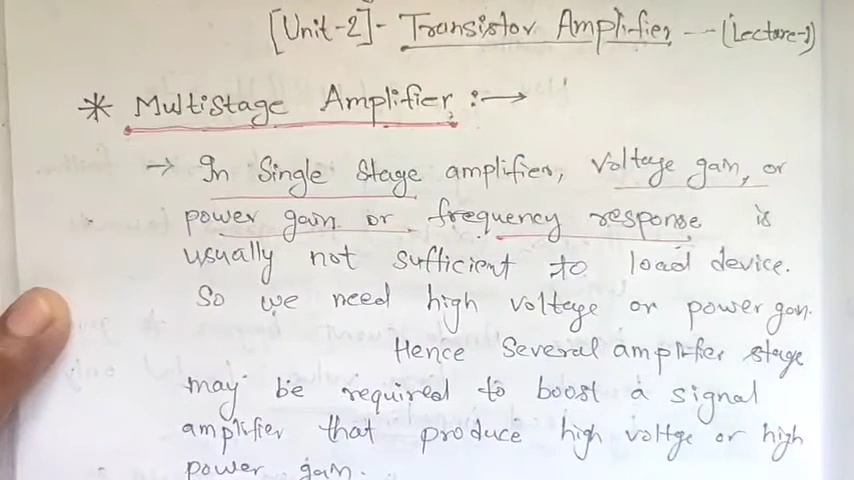 [Unit-2]- Transistor Amplifier --- (Lecture-1)
* Multistage Amplifier :→
→ In Single Stage amplifier, Voltage gain, or
power gain or frequency response is
usually not sufficient to load device.
So we need high voltage or power gan.
Hence Several amplifier stage
may be required to boost a signal
amplifier that produce high voltge or high
power gain.